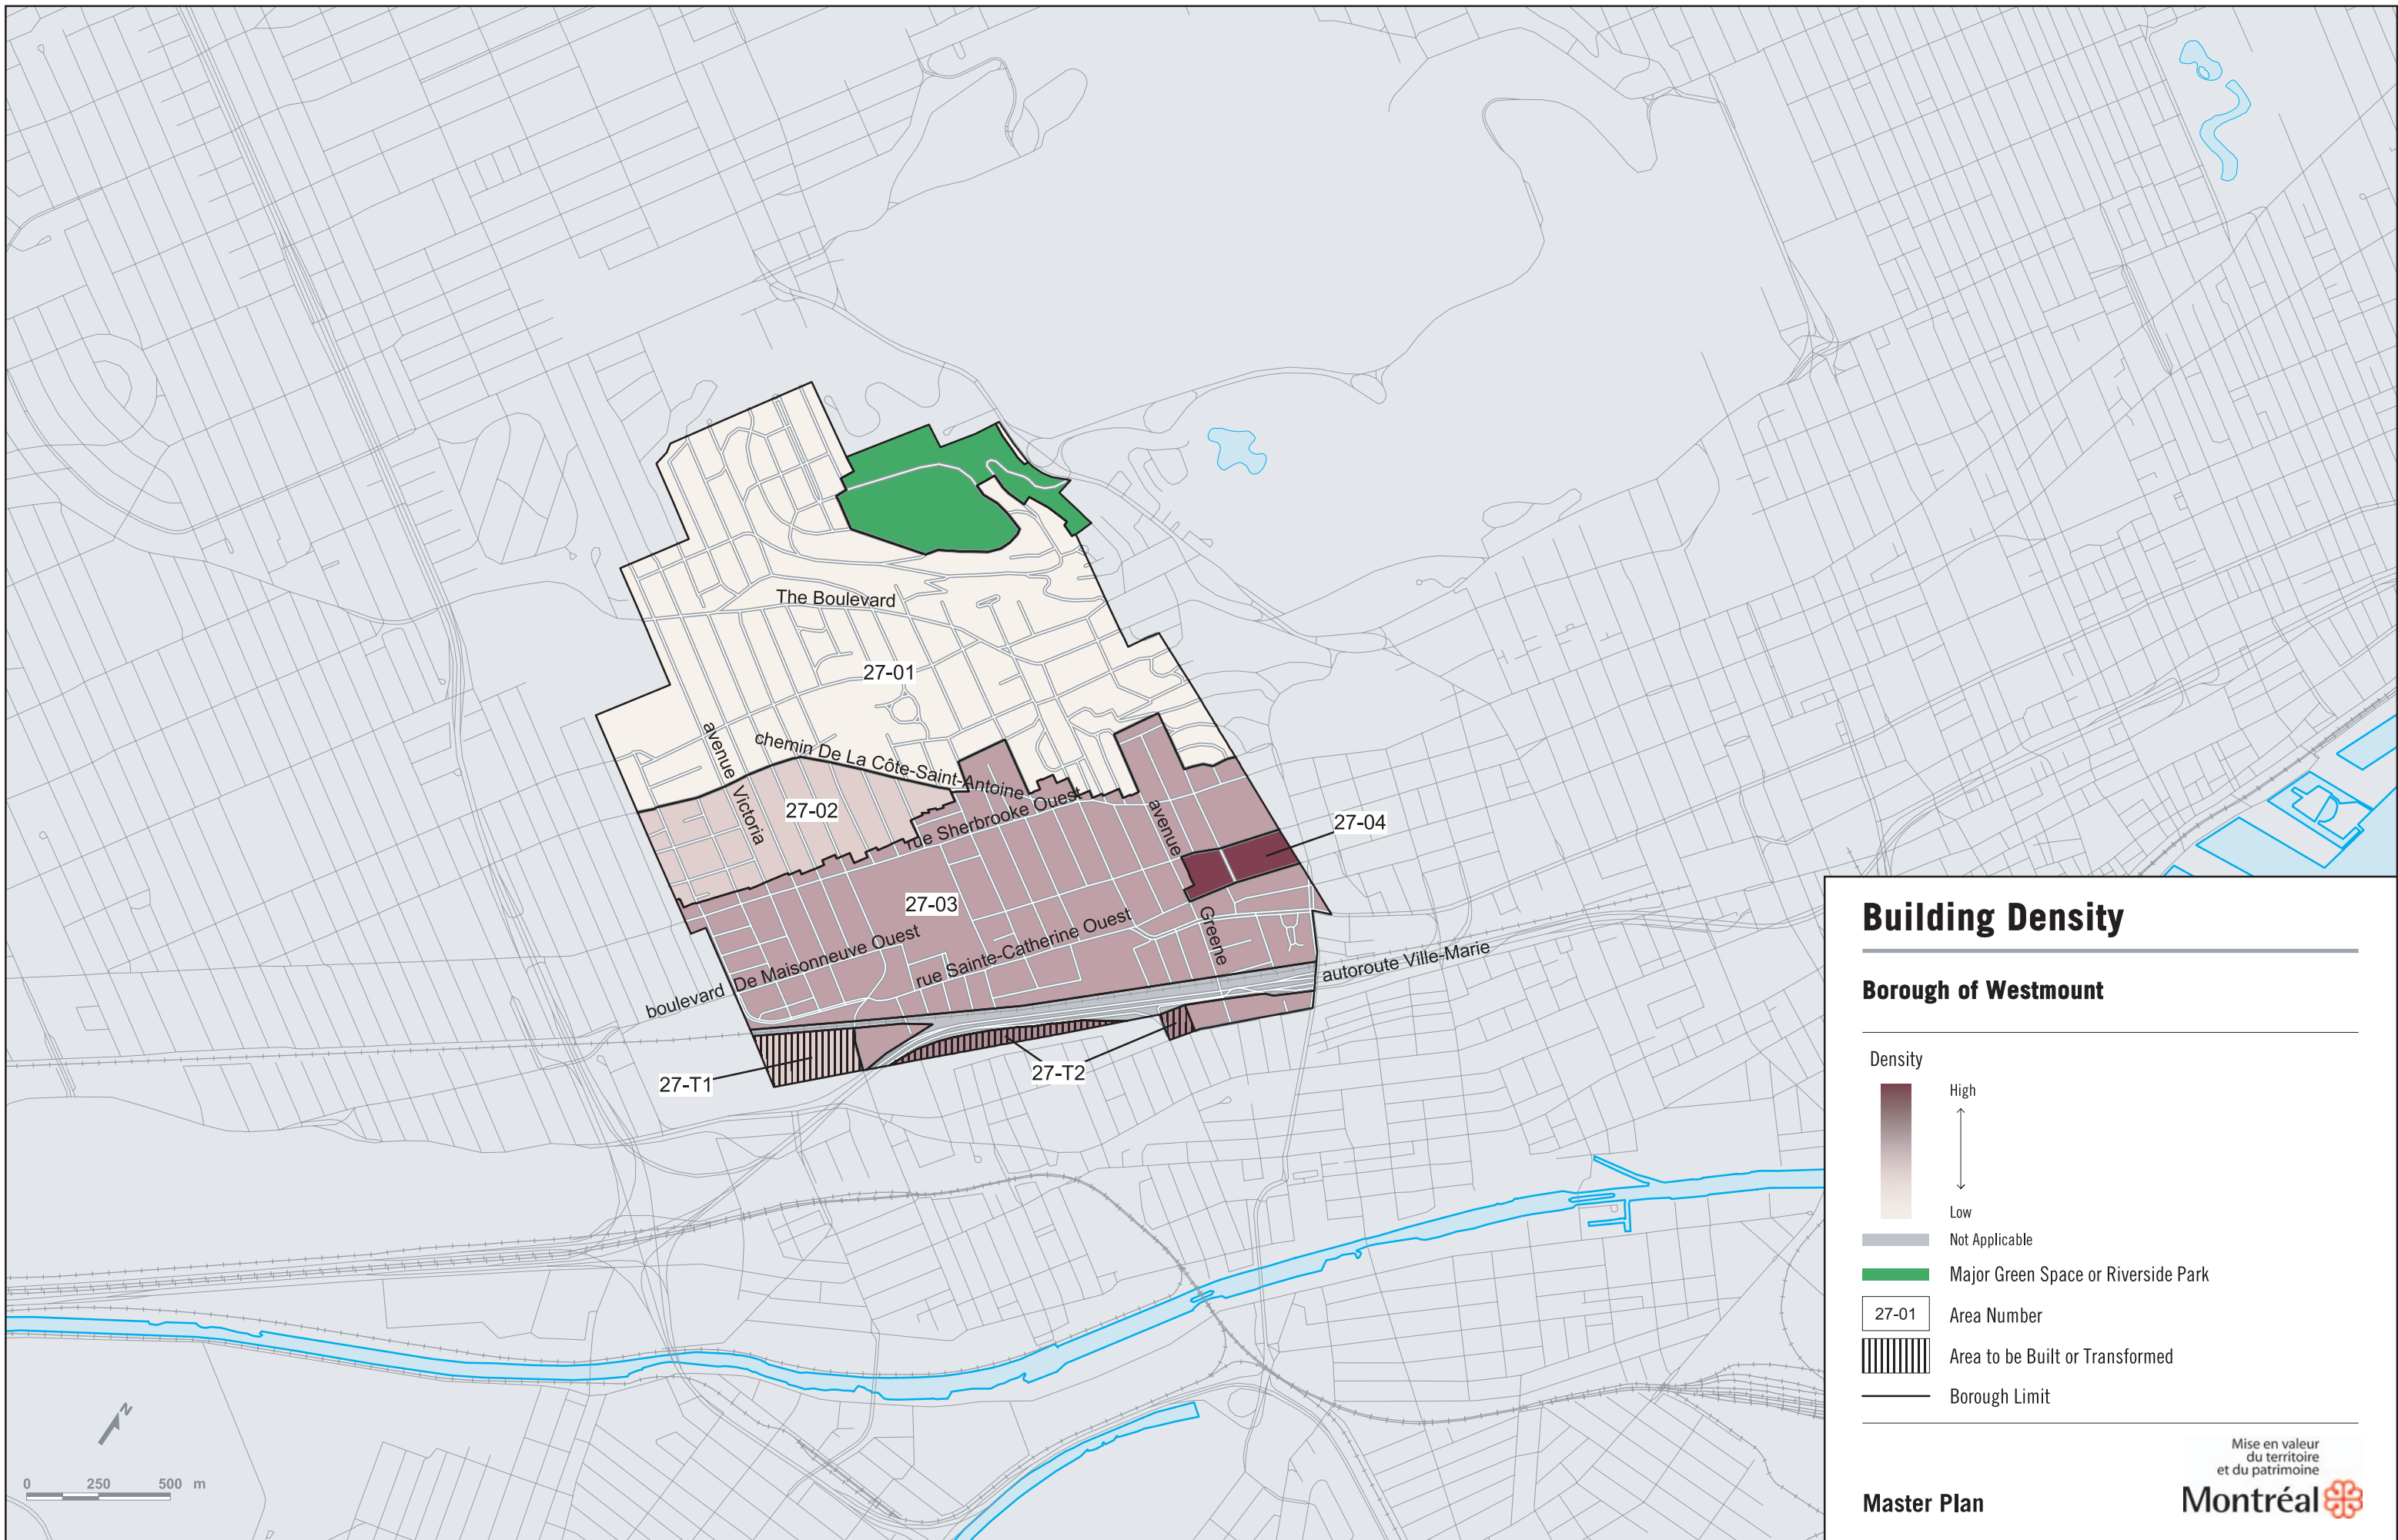 The Boulevard
27-01
avenue Victoria
chemin De La Côte-Saint-Antoine
27-02
rue Sherbrooke Ouest
avenue Greene
27-04
27-03
boulevard De Maisonneuve Ouest
rue Sainte-Catherine Ouest
autoroute Ville-Marie
27-T1
27-T2
N
0 250 500 m
Building Density
Borough of Westmount
Density
High
Low
Not Applicable
Major Green Space or Riverside Park
27-01 Area Number
Area to be Built or Transformed
Borough Limit
Mise en valeur
du territoire
et du patrimoine
Master Plan
Montréal